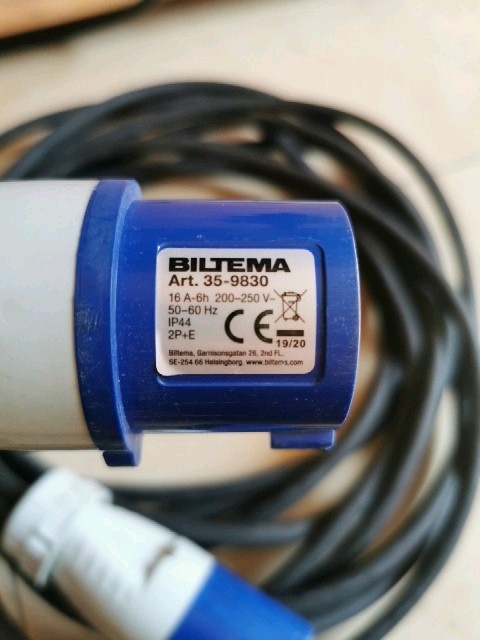 BILTEMA
Art. 35-9830
16 A-6h 200–250 V~
50–60 Hz
IP44
2P+E
CE
19/20
Biltema, Garnisonsgatan 26, 2nd FL,
SE-254 66 Helsingborg. www.biltema.com